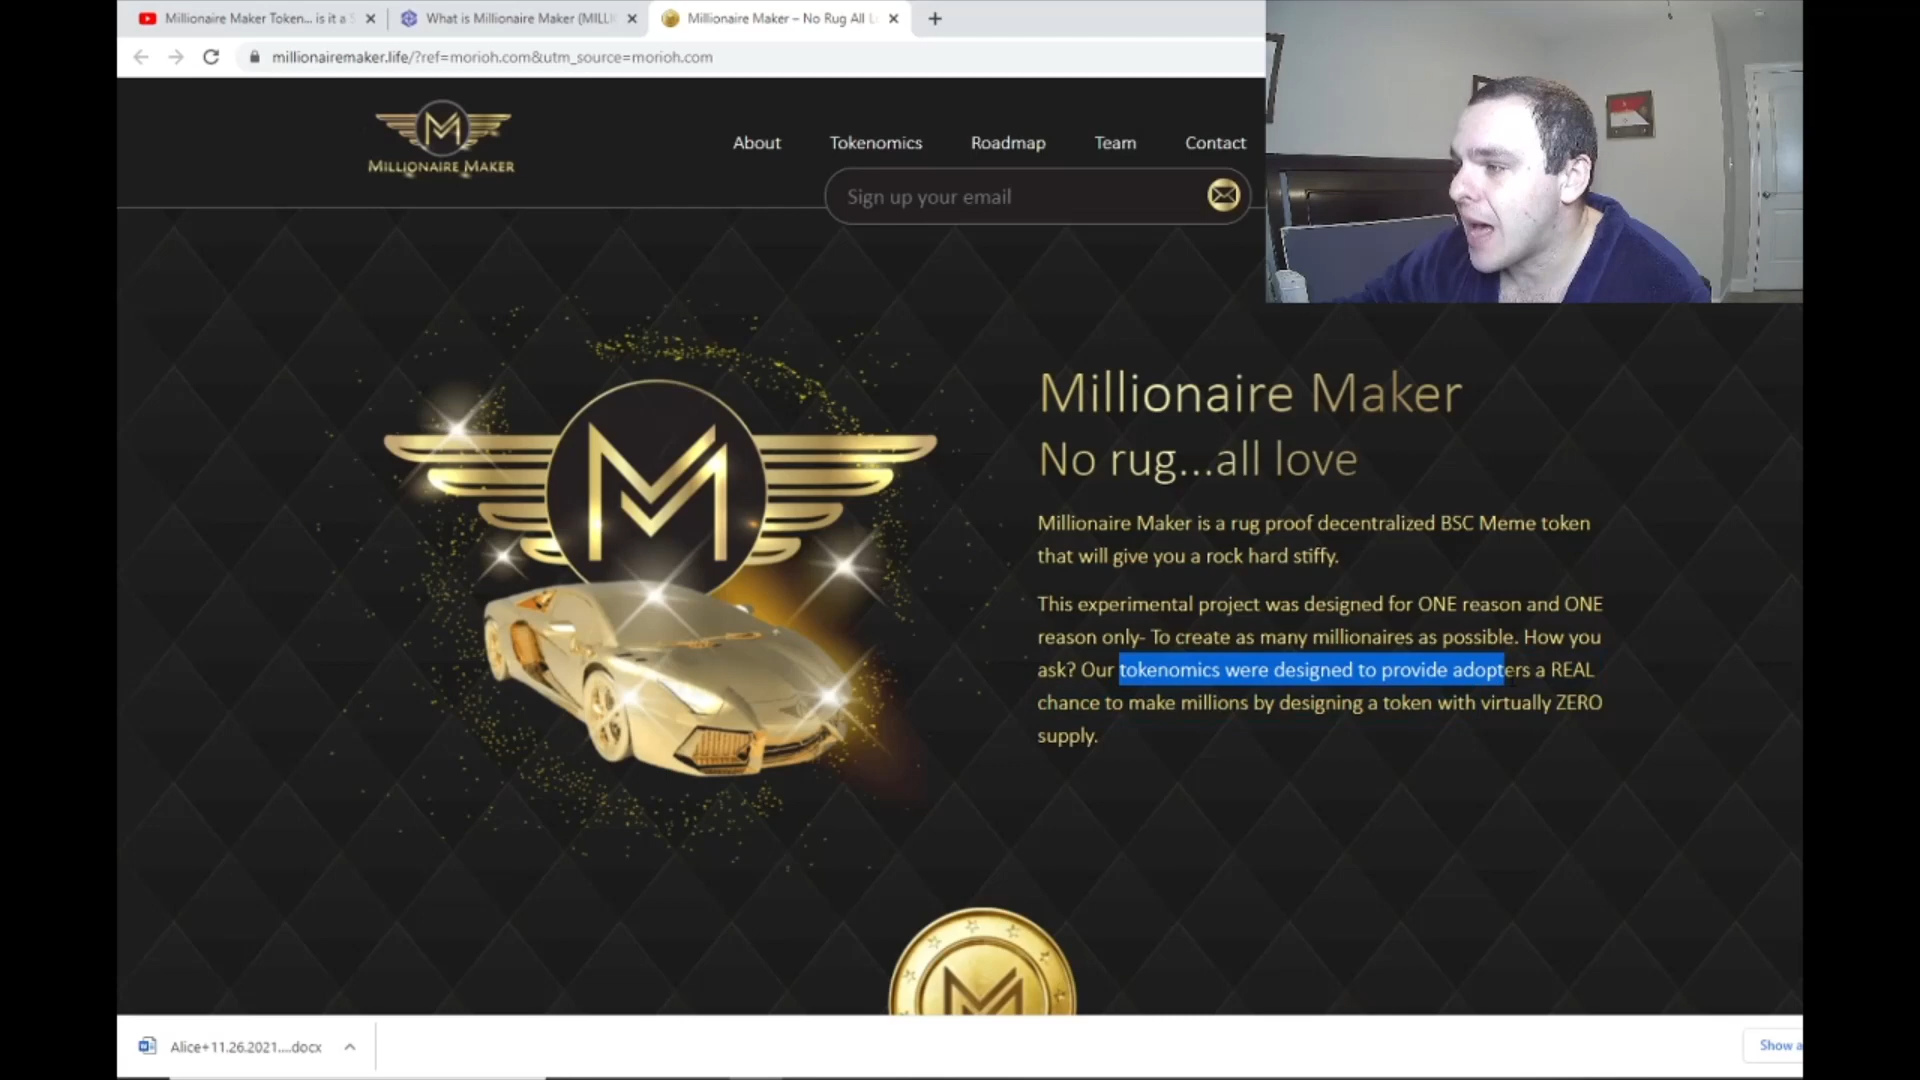 Millionaire Maker Token... is it a S
What is Millionaire Maker (MILLI
Millionaire Maker – No Rug All L
millionairemaker.life/?ref=morioh.com&utm_source=morioh.com
MILLIONAIRE MAKER
About Tokenomics Roadmap Team Contact
Sign up your email
Millionaire Maker
No rug...all love
Millionaire Maker is a rug proof decentralized BSC Meme token
that will give you a rock hard stiffy.
This experimental project was designed for ONE reason and ONE
reason only- To create as many millionaires as possible. How you
ask? Our tokenomics were designed to provide adopters a REAL
chance to make millions by designing a token with virtually ZERO
supply.
Alice+11.26.2021....docx
Show a